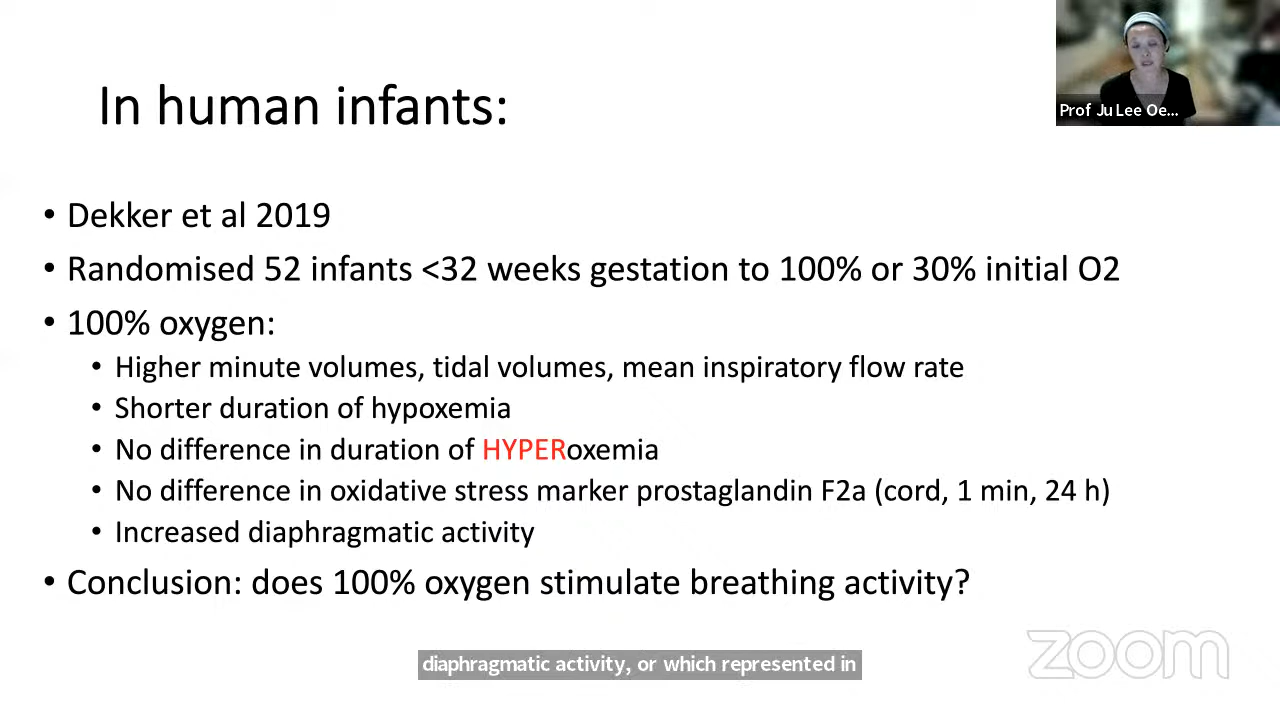 Prof Ju Lee Oe...
In human infants:
• Dekker et al 2019
• Randomised 52 infants <32 weeks gestation to 100% or 30% initial O2
• 100% oxygen:
• Higher minute volumes, tidal volumes, mean inspiratory flow rate
• Shorter duration of hypoxemia
• No difference in duration of HYPERoxemia
• No difference in oxidative stress marker prostaglandin F2a (cord, 1 min, 24 h)
• Increased diaphragmatic activity
• Conclusion: does 100% oxygen stimulate breathing activity?
diaphragmatic activity, or which represented in
zoom